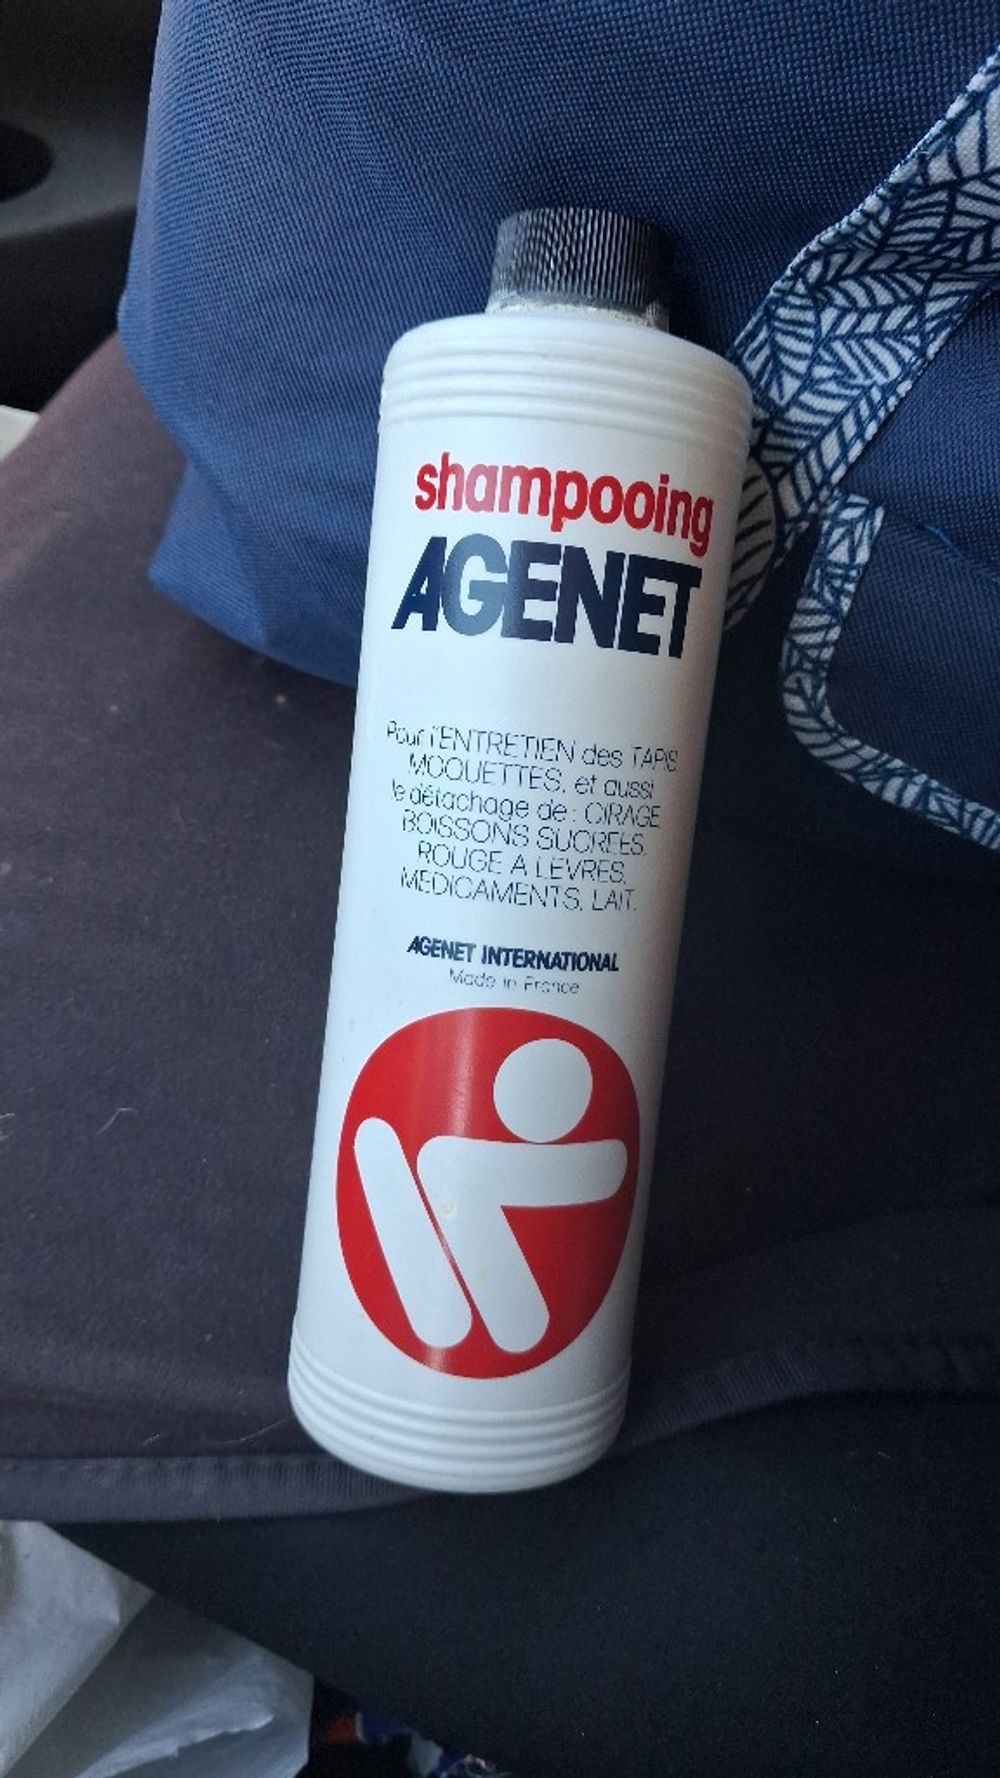 shampooing
AGENET
Pour l'ENTRETIEN des TAPIS,
MOQUETTES, et aussi
le détachage de : CIRAGE,
BOISSONS SUCREES,
ROUGE A LEVRES,
MEDICAMENTS, LAIT.
AGENET INTERNATIONAL
Made in France